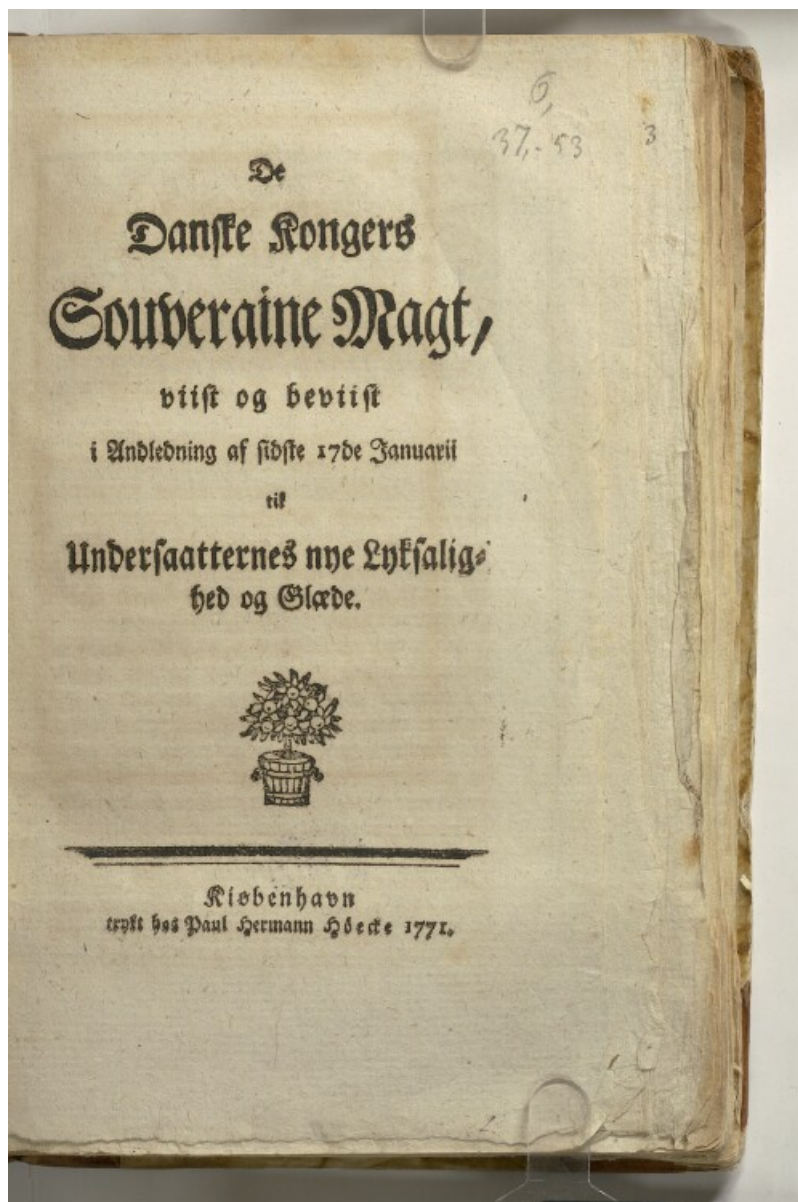 6,
37,-53
3
De
Danske Kongers
Souveraine Magt,
viist og beviist
i Andledning af sidste 17de Januarii
til
Undersaatternes nye Lyksalig-
hed og Glæde.
Kiøbenhavn
trykt hos Paul Hermann Höecke 1771.